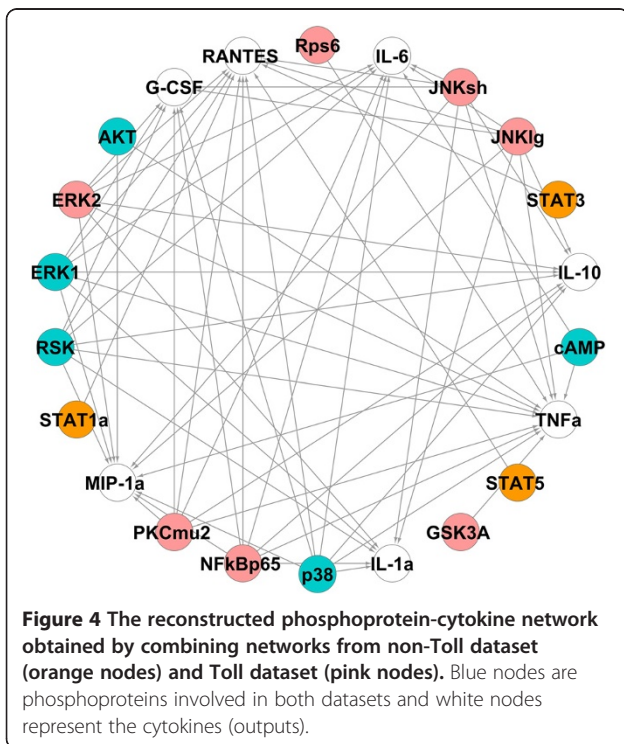 Rps6
RANTES
IL-6
G-CSF
JNKsh
AKT
JNKlg
ERK2
STAT3
ERK1
IL-10
RSK
cAMP
STAT1a
TNFa
MIP-1a
STAT5
PKCmu2
GSK3A
NFkBp65
p38
IL-1a
Figure 4 The reconstructed phosphoprotein-cytokine network
obtained by combining networks from non-Toll dataset
(orange nodes) and Toll dataset (pink nodes). Blue nodes are
phosphoproteins involved in both datasets and white nodes
represent the cytokines (outputs).